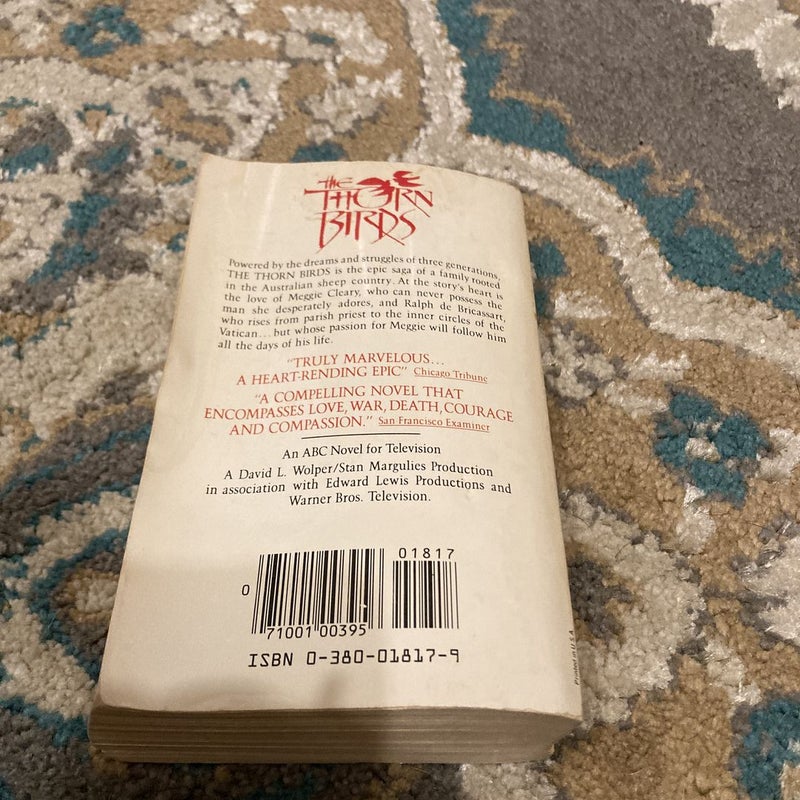 the
THORN
BIRDS
Powered by the dreams and struggles of three generations,
THE THORN BIRDS is the epic saga of a family rooted
in the Australian sheep country. At the story's heart is
the love of Meggie Cleary, who can never possess the
man she desperately adores, and Ralph de Bricassart,
who rises from parish priest to the inner circles of the
Vatican...but whose passion for Meggie will follow him
all the days of his life.
"TRULY MARVELOUS...
A HEART-RENDING EPIC" Chicago Tribune
"A COMPELLING NOVEL THAT
ENCOMPASSES LOVE, WAR, DEATH, COURAGE
AND COMPASSION." San Francisco Examiner
An ABC Novel for Television
A David L. Wolper/Stan Margulies Production
in association with Edward Lewis Productions and
Warner Bros. Television.
01817
0
71001 00395
ISBN 0-380-01817-9
Printed in U.S.A.